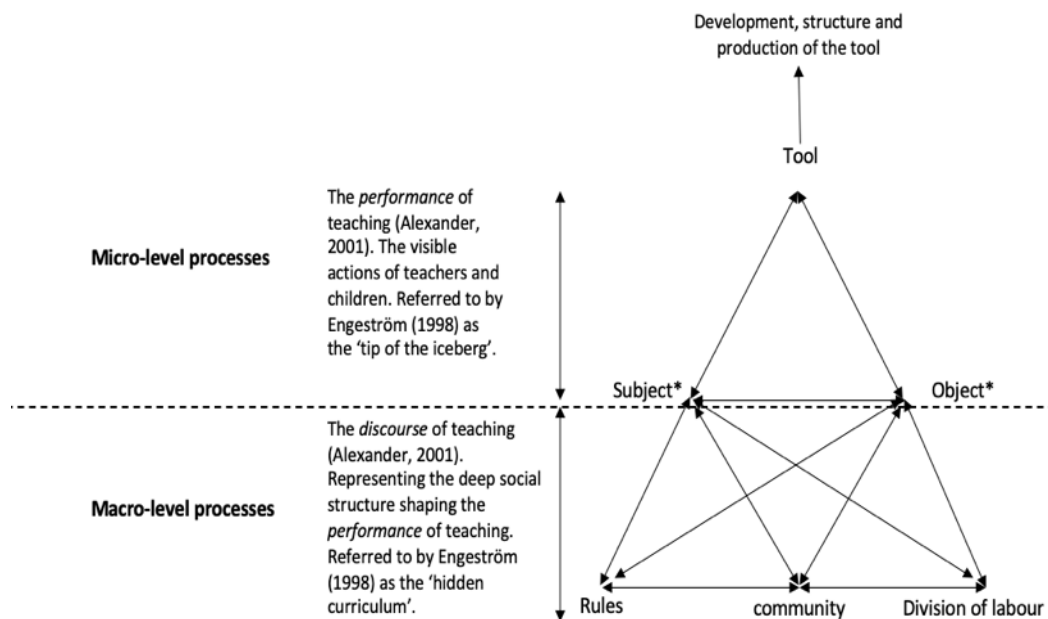 Development, structure and
production of the tool
Tool
The performance of
teaching (Alexander,
2001). The visible
actions of teachers and
children. Referred to by
Engeström (1998) as
the ‘tip of the iceberg’.
Micro-level processes
Subject*
Object*
The discourse of teaching
(Alexander, 2001).
Representing the deep social
structure shaping the
performance of teaching.
Referred to by Engeström
(1998) as the ‘hidden
curriculum’.
Macro-level processes
Rules
community
Division of labour